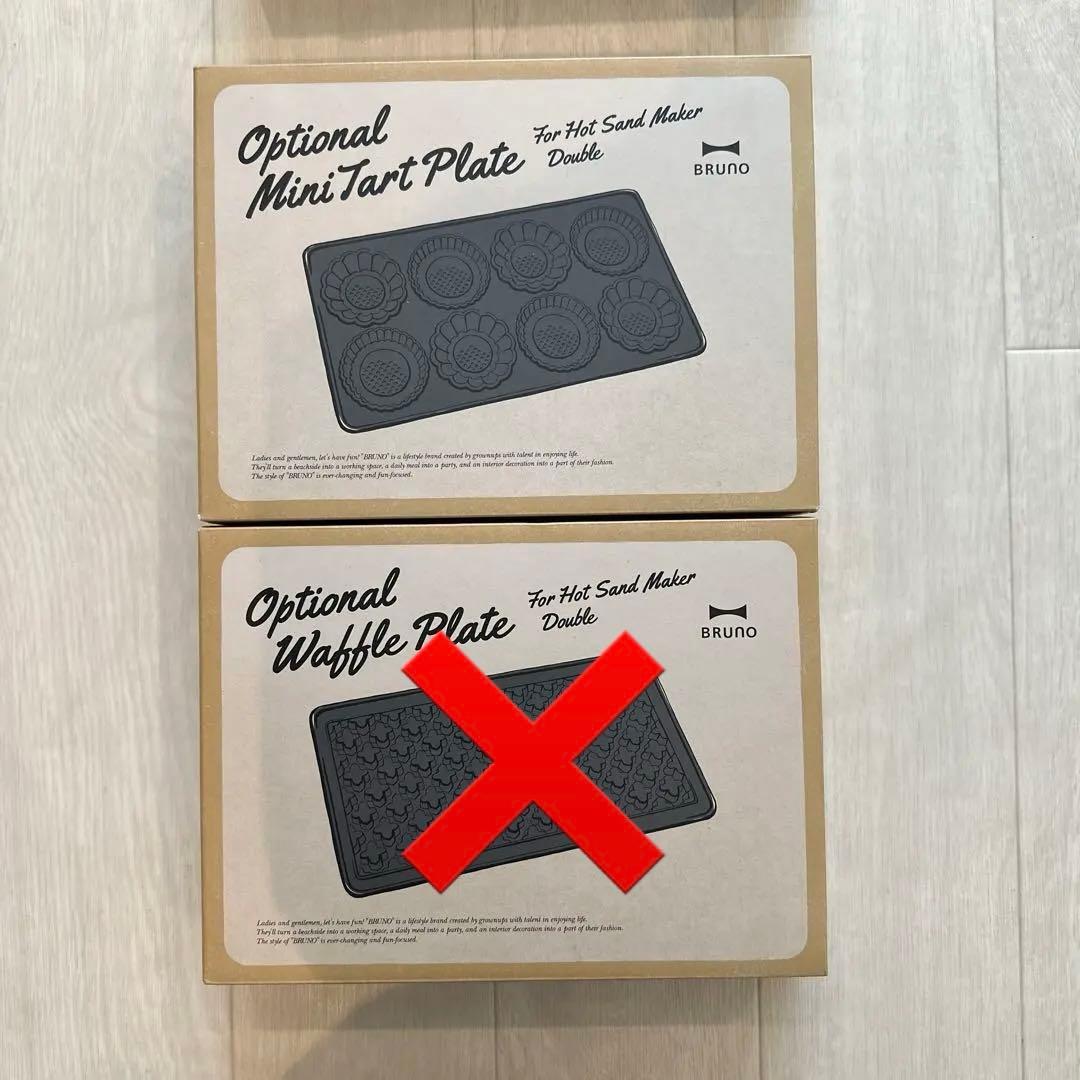 Optional
Mini Tart Plate
For Hot Sand Maker
Double
BRUNO
Ladies and gentlemen, let's have fun! "BRUNO" is a lifestyle brand created by grownups with talent in enjoying life.
They'll turn a beachside into a working space, a daily meal into a party, and an interior decoration into a part of their fashion.
The style of "BRUNO" is ever-changing and fun-focused.
Optional
Waffle Plate
For Hot Sand Maker
Double
BRUNO
Ladies and gentlemen, let's have fun! "BRUNO" is a lifestyle brand created by grownups with talent in enjoying life.
They'll turn a beachside into a working space, a daily meal into a party, and an interior decoration into a part of their fashion.
The style of "BRUNO" is ever-changing and fun-focused.